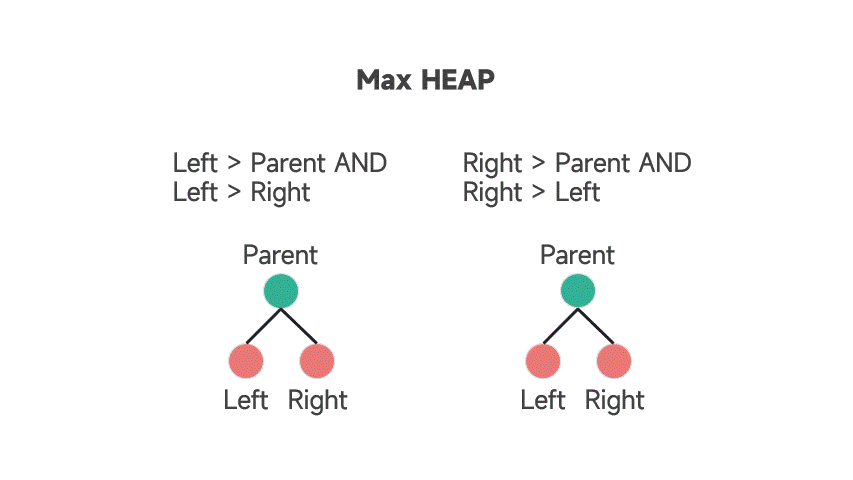 Max HEAP
Left > Parent AND
Left > Right
Right > Parent AND
Right > Left
Parent
Left Right
Parent
Left Right